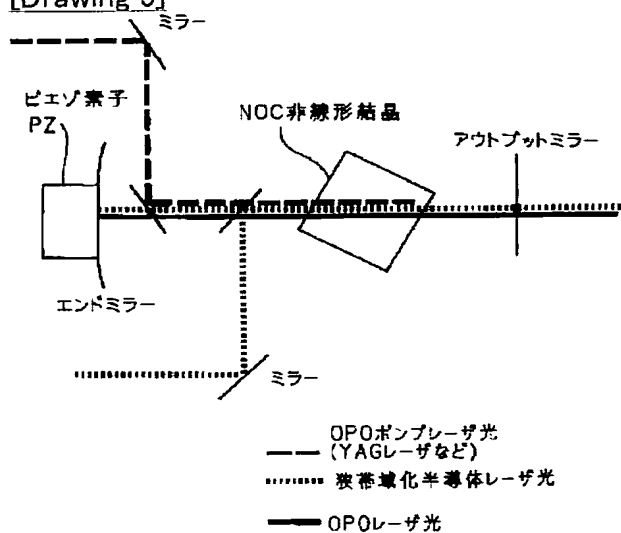 [Drawing 5]
ミラー
ピエゾ素子
PZ
NOC非線形結晶
アウトプットミラー
エンドミラー
ミラー
OPOポンプレーザ光
(YAGレーザなど)
狭帯域化半導体レーザ光
OPOレーザ光